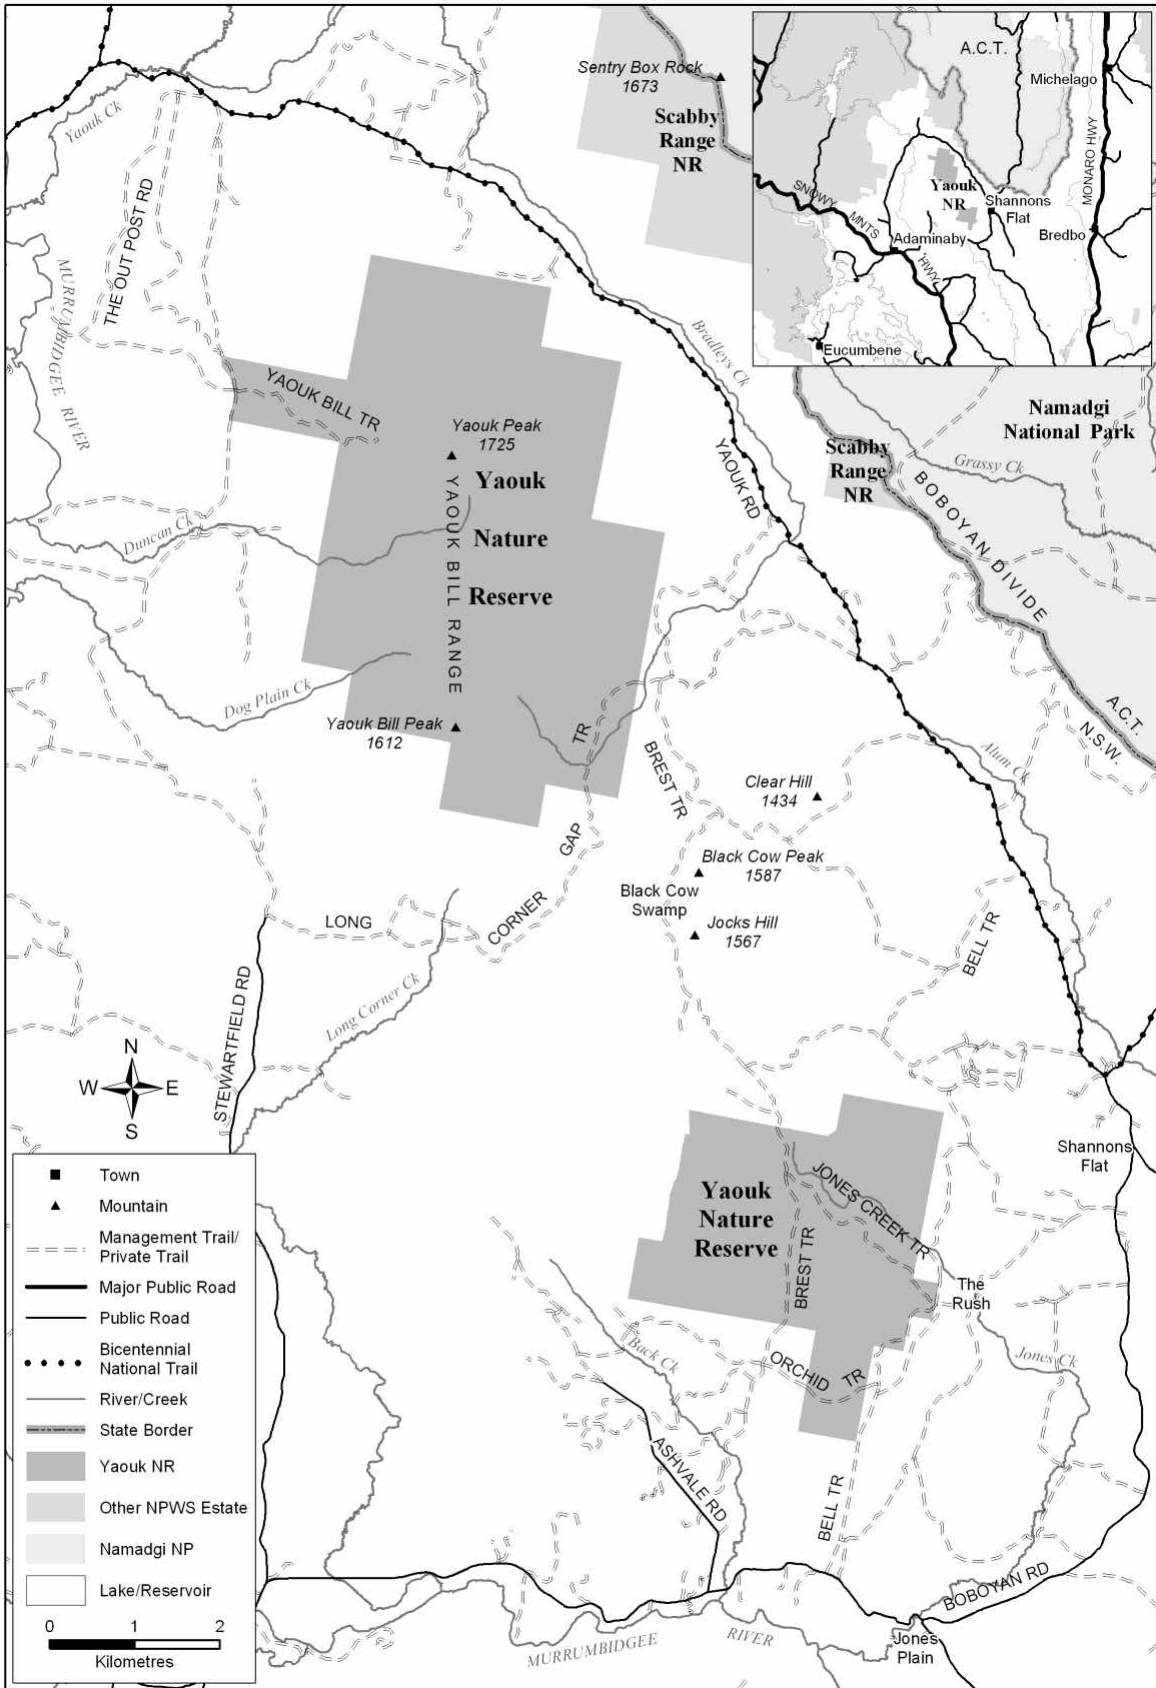 Yaouk Ck
THE OUT POST RD
MURRUMBIDGEE RIVER
Sentry Box Rock
1673
Scabby
Range
NR
A.C.T.
Michelago
MONARO HWY
Yaouk
NR
Shannons
Flat
SNOWY MNTS HWY
Adaminaby
Bredbo
Eucumbene
Bradleys Ck
YAOUK RD
YAOUK BILL TR
Yaouk Peak
1725
Yaouk
Nature
Reserve
YAOUK BILL RANGE
Namadgi
National Park
Scabby
Range
NR
Grassy Ck
BOBOYAN DIVIDE
A.C.T.
N.S.W.
Duncan Ck
Dog Plain Ck
Yaouk Bill Peak
1612
BREST TR
Clear Hill
1434
Alum Ck
Black Cow Peak
1587
Black Cow
Swamp
Jocks Hill
1567
LONG CORNER GAP TR
BELL TR
STEWARTFIELD RD
Long Corner Ck
N
W E
S
Shannons
Flat
Yaouk
Nature
Reserve
JONES CREEK TR
BREST TR
The
Rush
Jones Ck
Back Ck
ORCHID TR
ASHVALE RD
BELL TR
BOBOYAN RD
MURRUMBIDGEE RIVER
Jones
Plain
Town
Mountain
Management Trail/
Private Trail
Major Public Road
Public Road
Bicentennial
National Trail
River/Creek
State Border
Yaouk NR
Other NPWS Estate
Namadgi NP
Lake/Reservoir
0 1 2
Kilometres